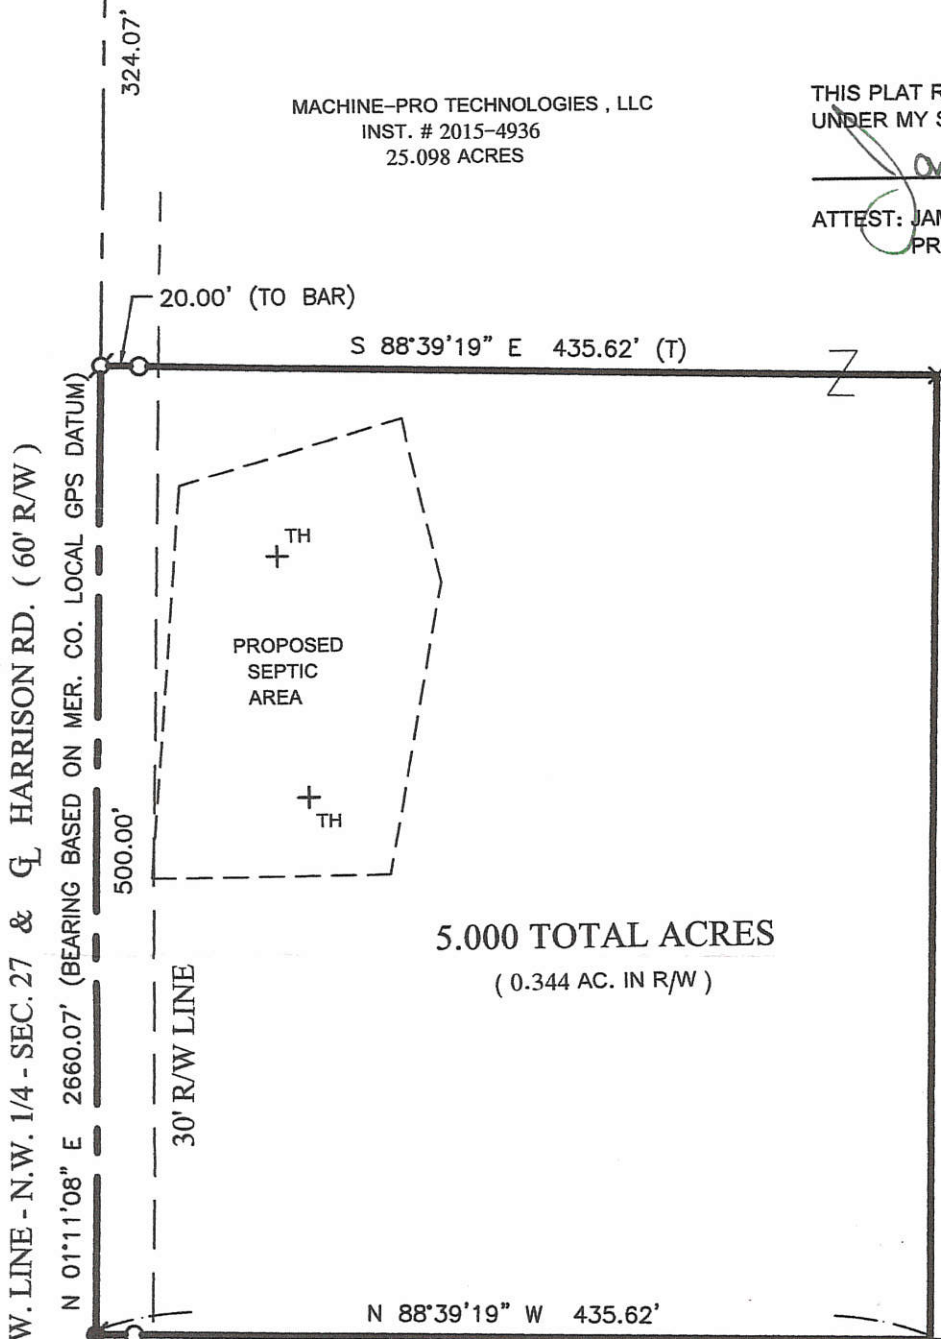 324.07'
MACHINE-PRO TECHNOLOGIES , LLC
INST. # 2015-4936
25.098 ACRES
THIS PLAT
UNDER MY
ATTEST:
20.00' (TO BAR)
S 88°39'19" E 435.62' (T)
W. LINE - N.W. 1/4 - SEC. 27 & C̵L HARRISON RD. ( 60' R/W )
N 01°11'08" E 2660.07' (BEARING BASED ON MER. CO. LOCAL GPS DATUM)
TH
PROPOSED
SEPTIC
AREA
TH
500.00'
30' R/W LINE
5.000 TOTAL ACRES
( 0.344 AC. IN R/W )
N 88°39'19" W 435.62'